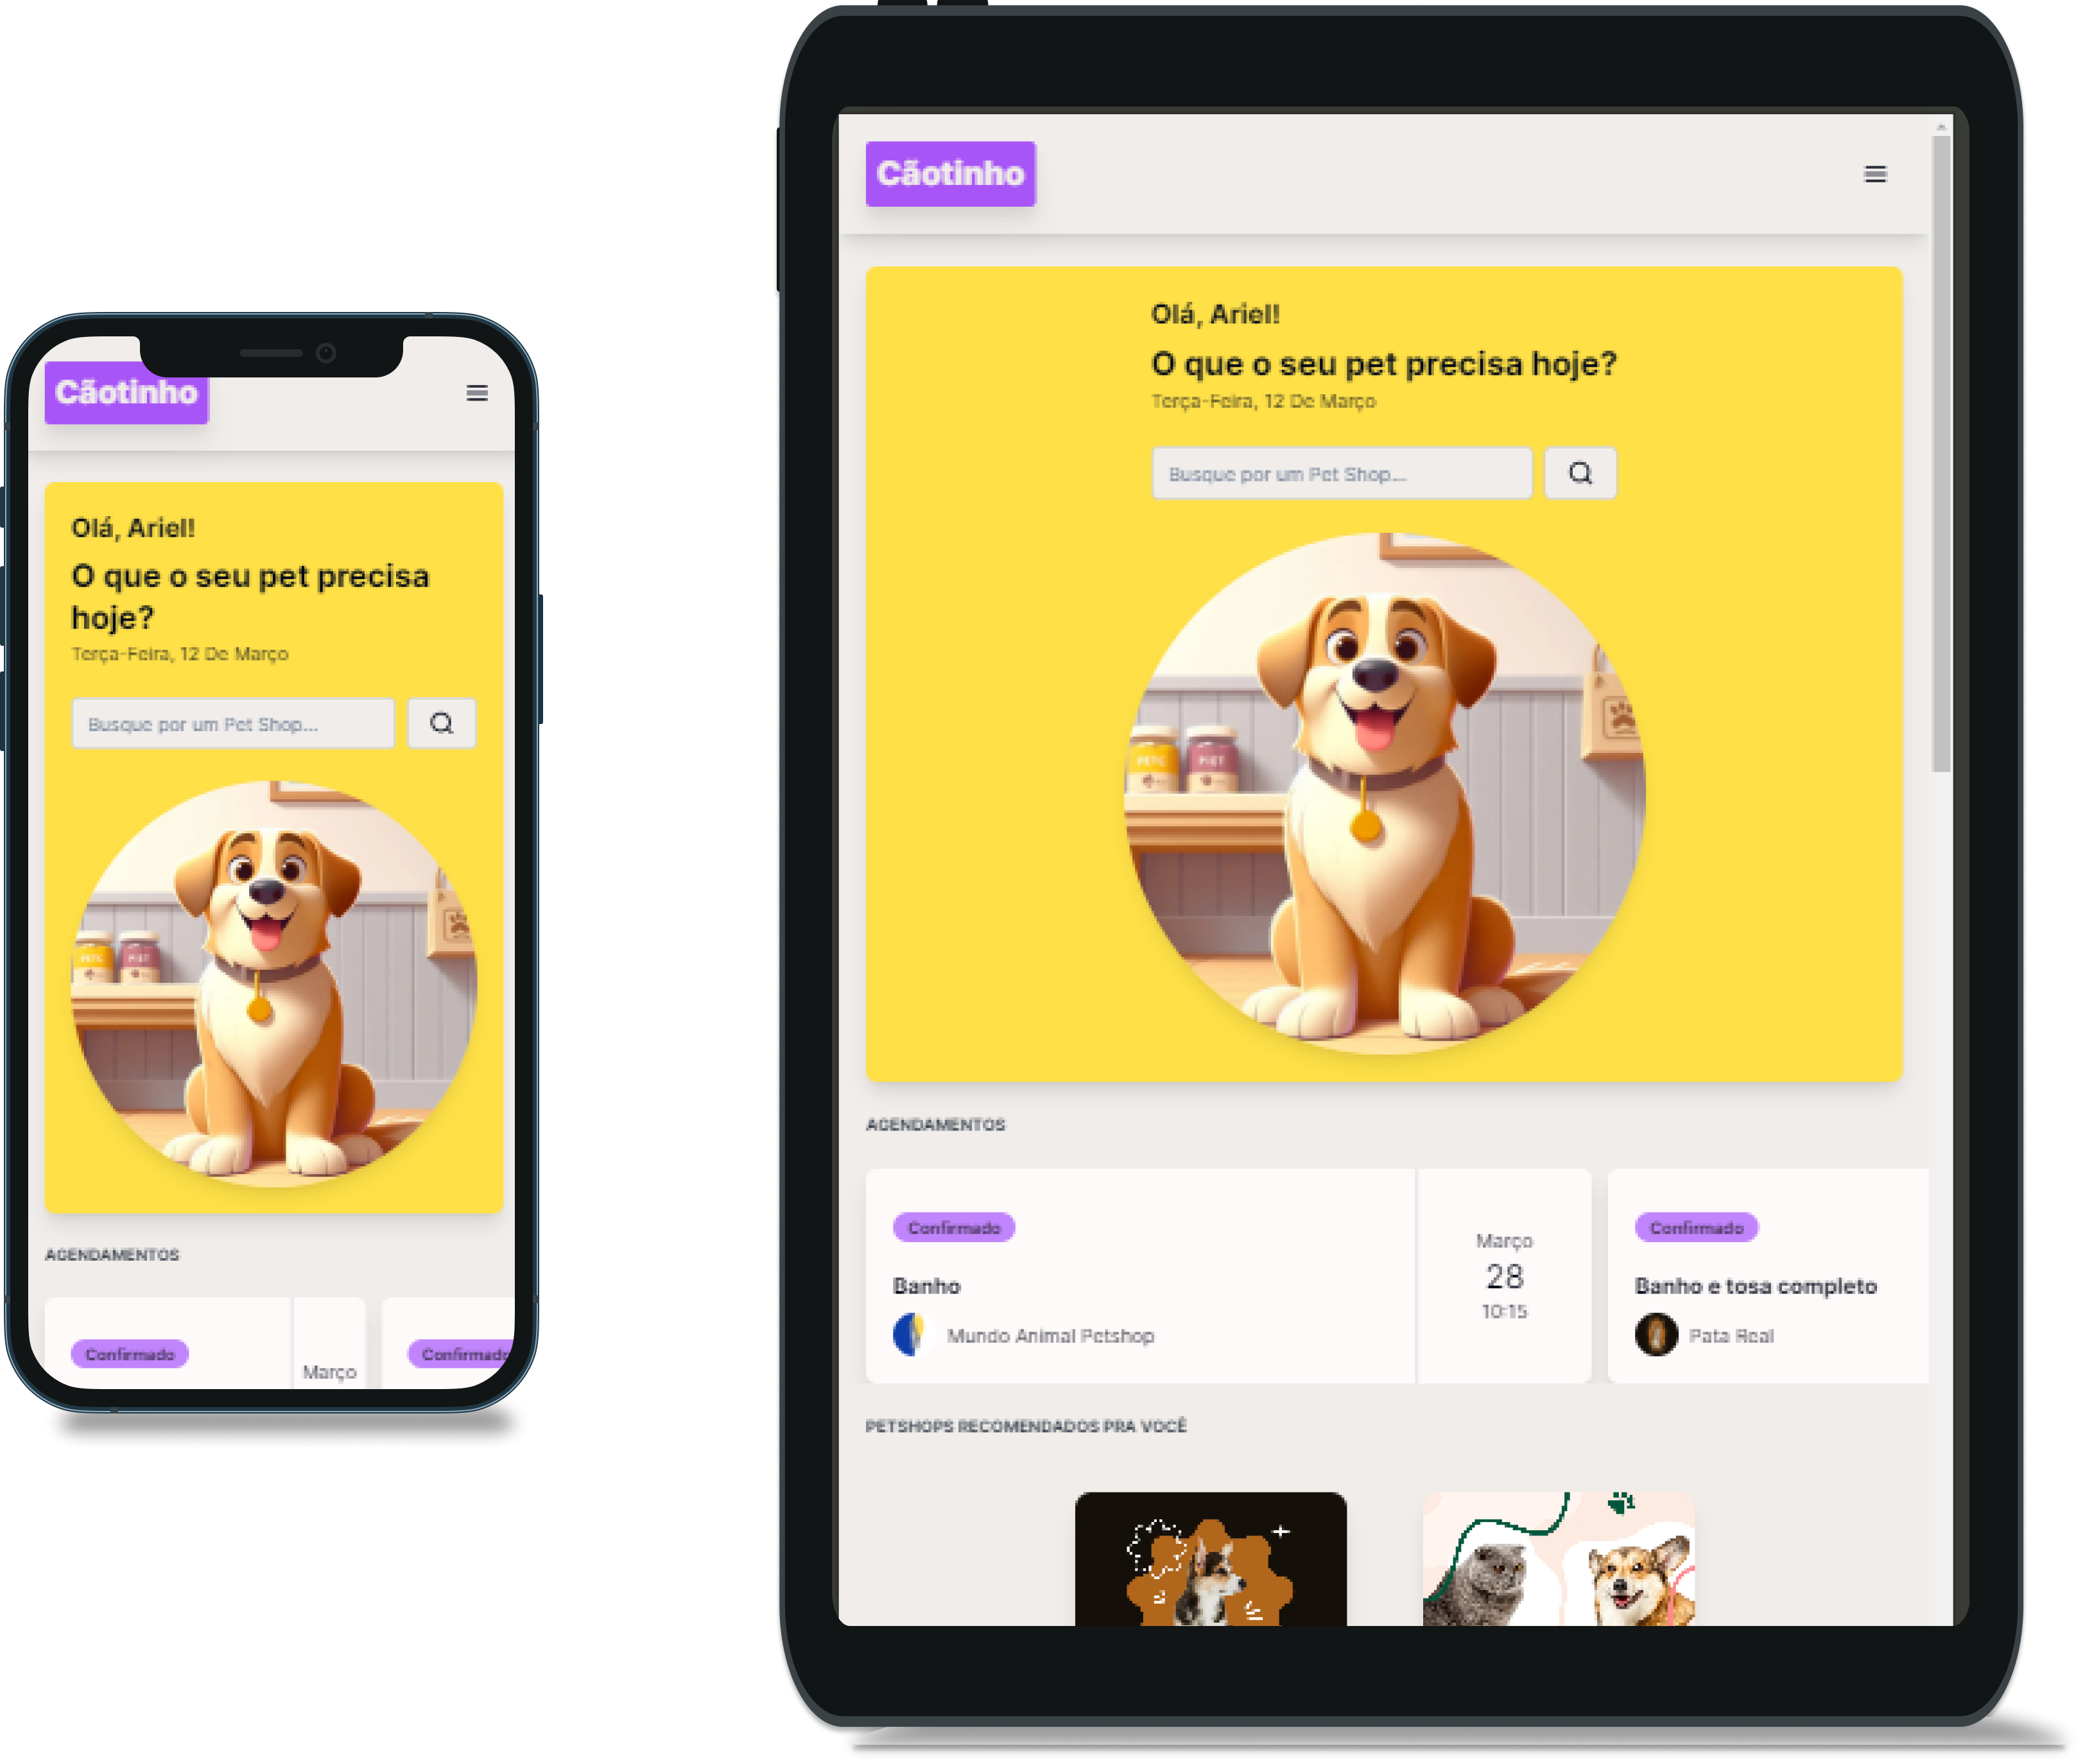 Cãotinho
Olá, Ariel!
O que o seu pet precisa
hoje?
Terça-Feira, 12 De Março
Busque por um Pet Shop...
AGENDAMENTOS
Confirmado
Março
Confirmado
Cãotinho
Olá, Ariel!
O que o seu pet precisa hoje?
Terça-Feira, 12 De Março
Busque por um Pet Shop...
AGENDAMENTOS
Confirmado
Banho
Mundo Animal Petshop
Março
28
10:15
Confirmado
Banho e tosa completo
Pata Real
PETSHOPS RECOMENDADOS PRA VOCÊ